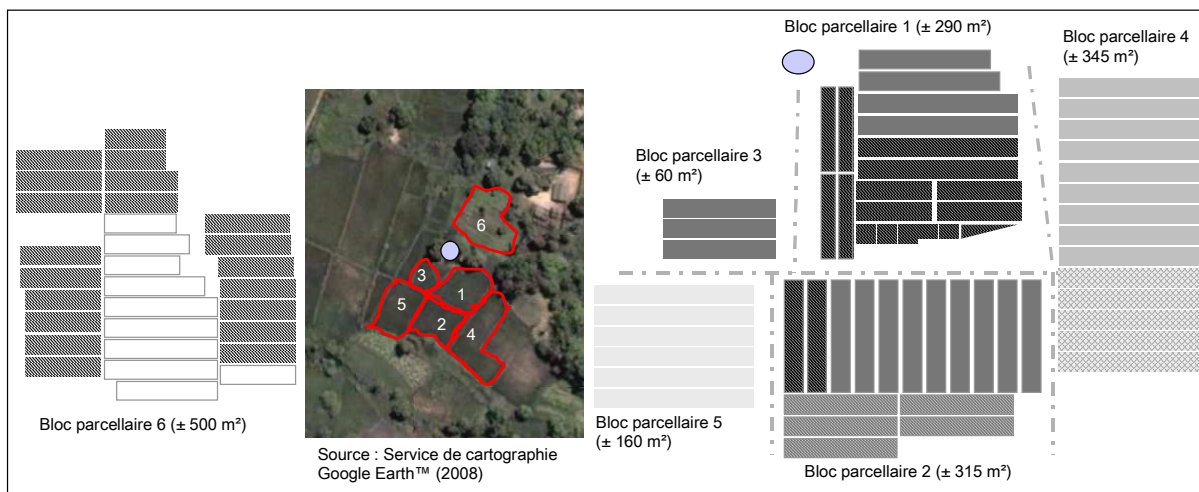 Bloc parcellaire 1 (± 290 m²)
Bloc parcellaire 4
(± 345 m²)
Bloc parcellaire 3
(± 60 m²)
6
3
1
5
2
4
Bloc parcellaire 6 (± 500 m²)
Bloc parcellaire 5
(± 160 m²)
Source : Service de cartographie
Google Earth™ (2008)
Bloc parcellaire 2 (± 315 m²)